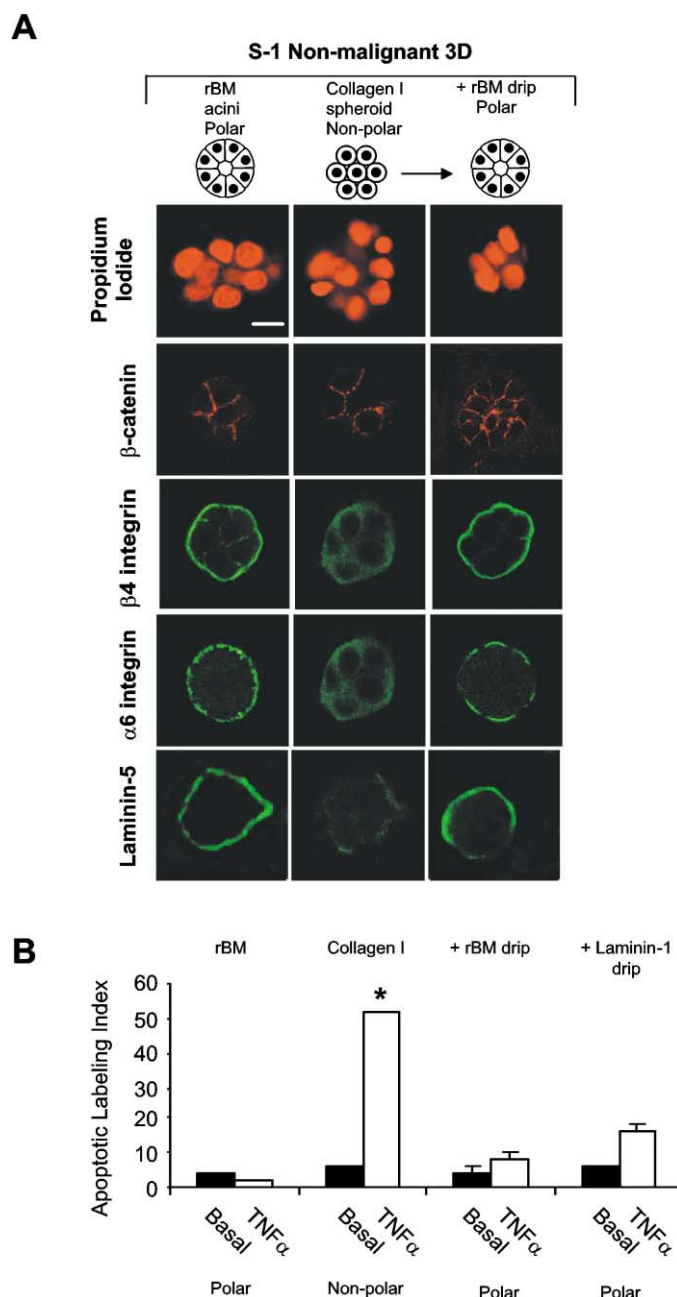 A
S-1 Non-malignant 3D
rBM
acini
Polar
Collagen I
spheroid
Non-polar
+ rBM drip
Polar
Propidium
Iodide
β-catenin
β4 integrin
α6 integrin
Laminin-5
B
rBM
Collagen I
+ rBM drip
+ Laminin-1
drip
Apoptotic Labeling Index
60
50
40
30
20
10
0
*
Basal
TNFα
Basal
TNFα
Basal
TNFα
Basal
TNFα
Polar
Non-polar
Polar
Polar